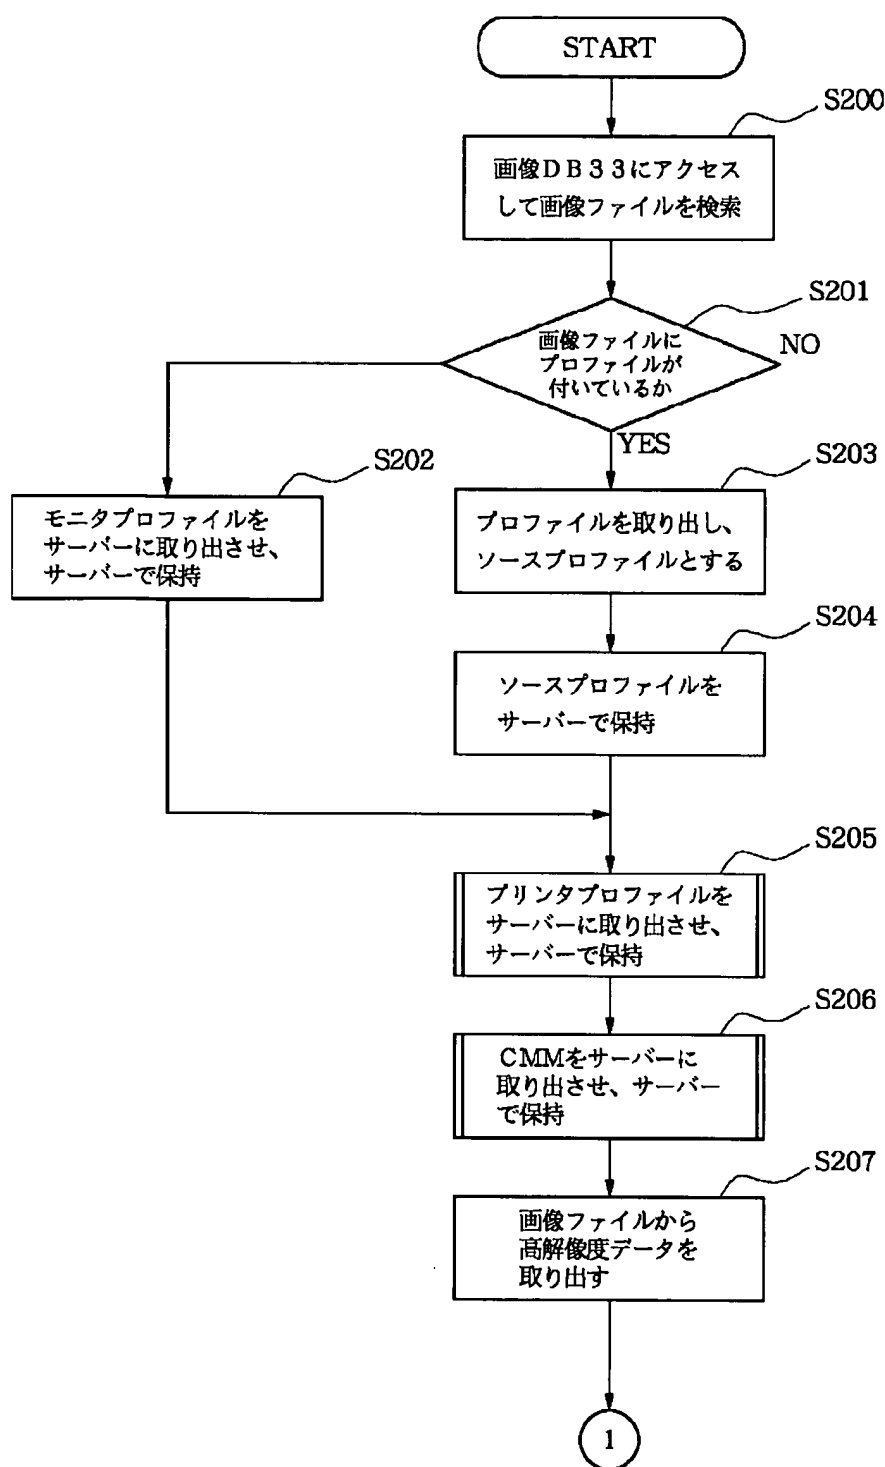 START
S200
画像DB33にアクセス
して画像ファイルを検索
S201
画像ファイルに
プロファイルが
付いているか
NO
YES
S202
モニタプロファイルを
サーバーに取り出させ、
サーバーで保持
S203
プロファイルを取り出し、
ソースプロファイルとする
S204
ソースプロファイルを
サーバーで保持
S205
プリンタプロファイルを
サーバーに取り出させ、
サーバーで保持
S206
CMMをサーバーに
取り出させ、サーバー
で保持
S207
画像ファイルから
高解像度データを
取り出す
1